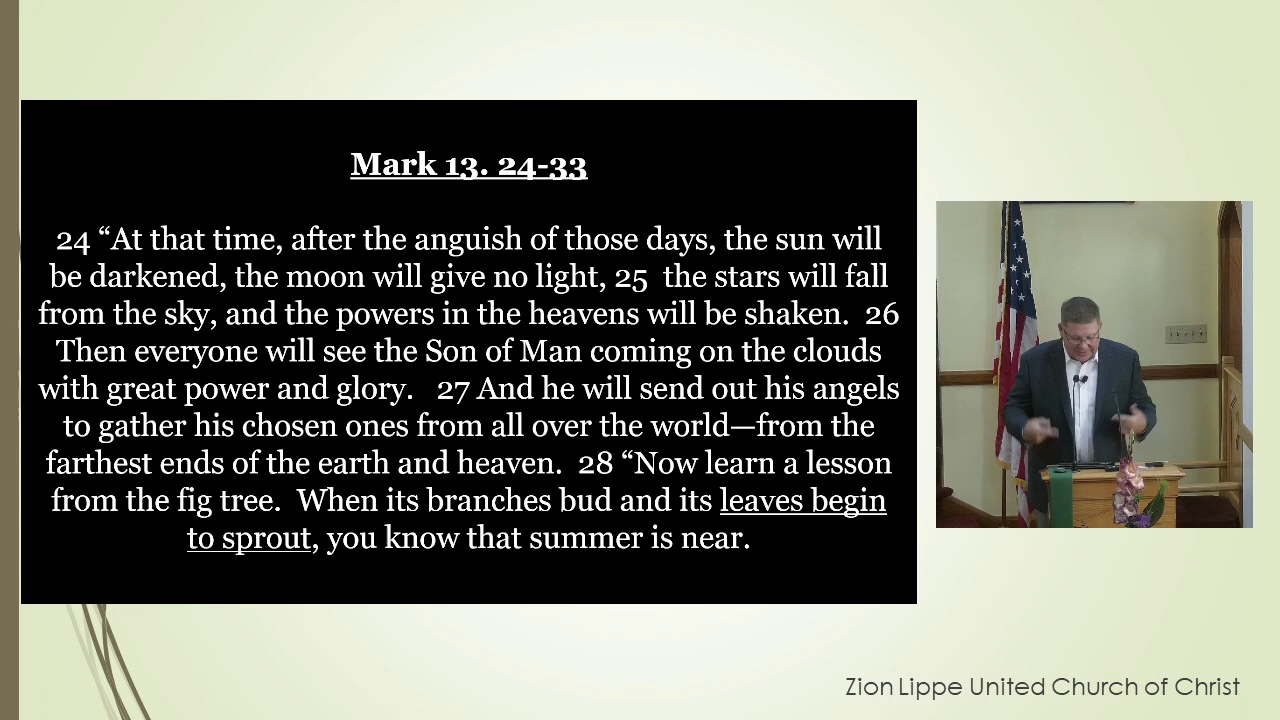 Mark 13. 24-33
24 “At that time, after the anguish of those days, the sun will
be darkened, the moon will give no light, 25  the stars will fall
from the sky, and the powers in the heavens will be shaken.  26
Then everyone will see the Son of Man coming on the clouds
with great power and glory.   27 And he will send out his angels
to gather his chosen ones from all over the world—from the
farthest ends of the earth and heaven.  28 “Now learn a lesson
from the fig tree.  When its branches bud and its leaves begin
to sprout, you know that summer is near.
Zion Lippe United Church of Christ